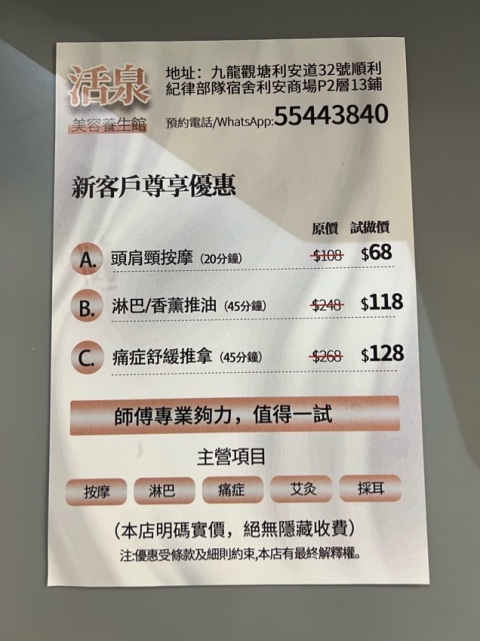 活泉
美容養生館
地址：九龍觀塘利安道32號順利
紀律部隊宿舍利安商場P2層13鋪
預約電話/WhatsApp:55443840
新客戶尊享優惠
原價 試做價
A. 頭肩頸按摩（20分鐘） $108 $68
B. 淋巴/香薰推油（45分鐘） $248 $118
C. 痛症舒緩推拿（45分鐘） $268 $128
師傅專業夠力，值得一試
主營項目
按摩 淋巴 痛症 艾灸 採耳
（本店明碼實價，絕無隱藏收費）
注:優惠受條款及細則約束,本店有最終解釋權。